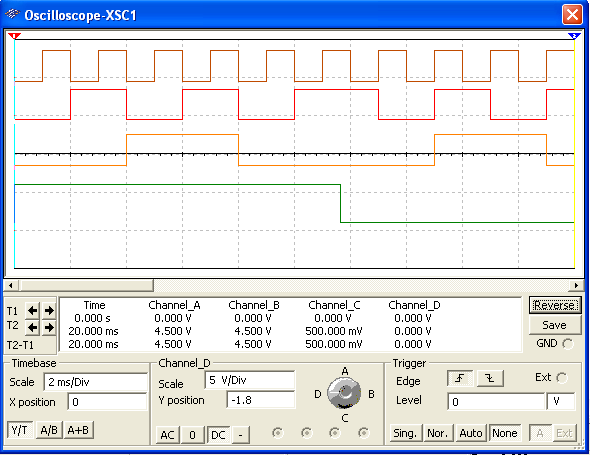 Oscilloscope-XSC1
1 2
T1
T2
T2-T1
Time Channel_A Channel_B Channel_C Channel_D
0.000 s 0.000 V 0.000 V 0.000 V 0.000 V
20.000 ms 4.500 V 4.500 V 500.000 mV 0.000 V
20.000 ms 4.500 V 4.500 V 500.000 mV 0.000 V
Reverse
Save
GND
Timebase
Scale 2 ms/Div
X position 0
Y/T A/B A+B
Channel_D
Scale 5 V/Div
Y position -1.8
AC 0 DC -
A
B
C
D
Trigger
Edge Ext
Level 0 V
Sing. Nor. Auto None A Ext